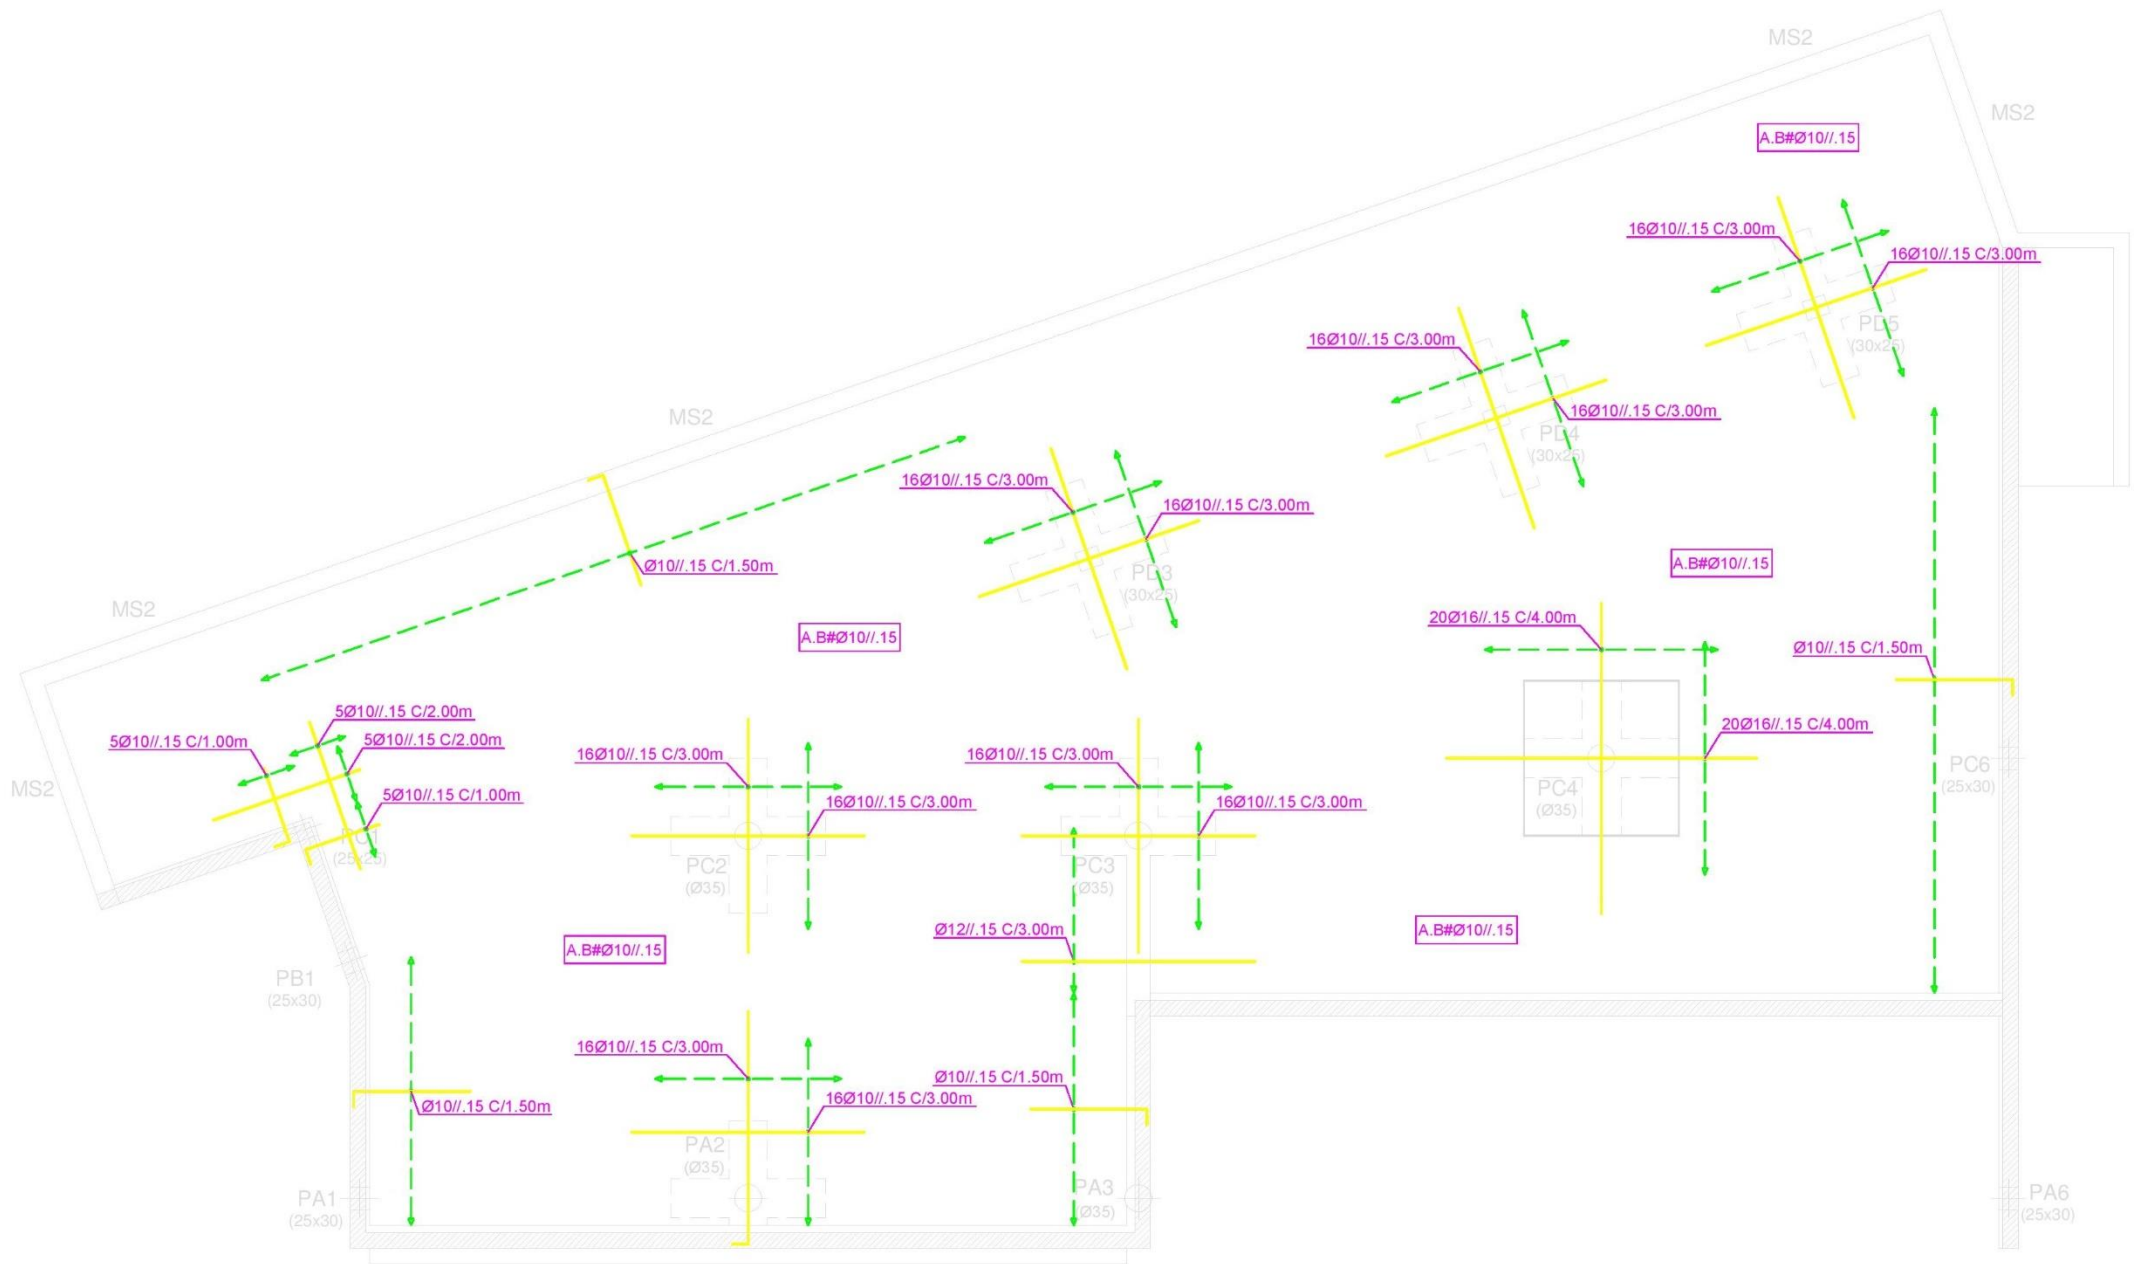 MS2
MS2
A.B#Ø10//.15
16Ø10//.15 C/3.00m
16Ø10//.15 C/3.00m
PD5
(30x25)
16Ø10//.15 C/3.00m
16Ø10//.15 C/3.00m
PD4
(30x25)
MS2
16Ø10//.15 C/3.00m
16Ø10//.15 C/3.00m
Ø10//.15 C/1.50m
PD3
(30x25)
A.B#Ø10//.15
MS2
A.B#Ø10//.15
20Ø16//.15 C/4.00m
Ø10//.15 C/1.50m
5Ø10//.15 C/2.00m
5Ø10//.15 C/1.00m
5Ø10//.15 C/2.00m
20Ø16//.15 C/4.00m
16Ø10//.15 C/3.00m
16Ø10//.15 C/3.00m
MS2
5Ø10//.15 C/1.00m
16Ø10//.15 C/3.00m
16Ø10//.15 C/3.00m
PC4
(Ø35)
PC6
(25x30)
(25x25)
PC2
(Ø35)
PC3
(Ø35)
Ø12//.15 C/3.00m
A.B#Ø10//.15
A.B#Ø10//.15
PB1
(25x30)
16Ø10//.15 C/3.00m
Ø10//.15 C/1.50m
16Ø10//.15 C/3.00m
Ø10//.15 C/1.50m
PA2
(Ø35)
PA1
(25x30)
PA3
(Ø35)
PA6
(25x30)